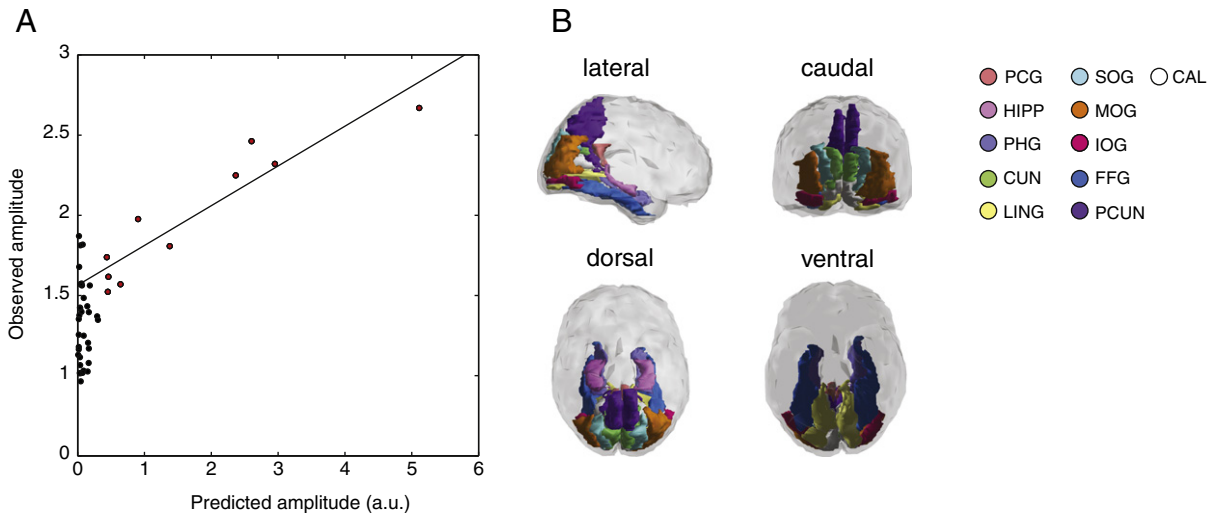 A
3
2.5
2
1.5
1
0.5
0
0 1 2 3 4 5 6
Observed amplitude
Predicted amplitude (a.u.)
B
lateral caudal
dorsal ventral
PCG SOG CAL
HIPP MOG
PHG IOG
CUN FFG
LING PCUN